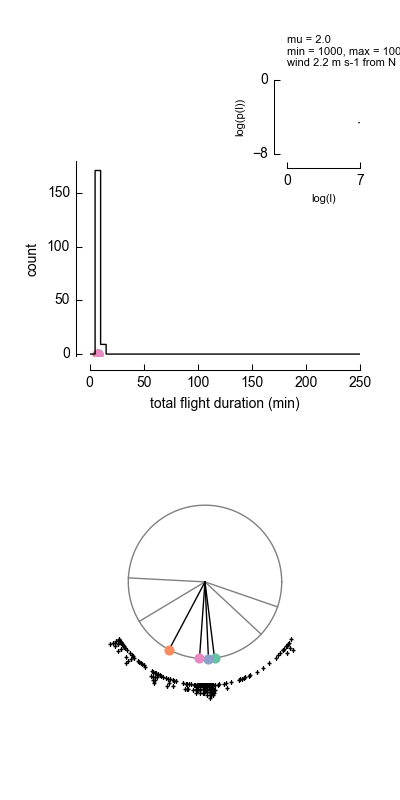 mu = 2.0
min = 1000, max = 100
wind 2.2 m s-1 from N
0
log(p(l))
−8
0
7
log(l)
150
100
50
0
count
0
50
100
150
200
250
total flight duration (min)